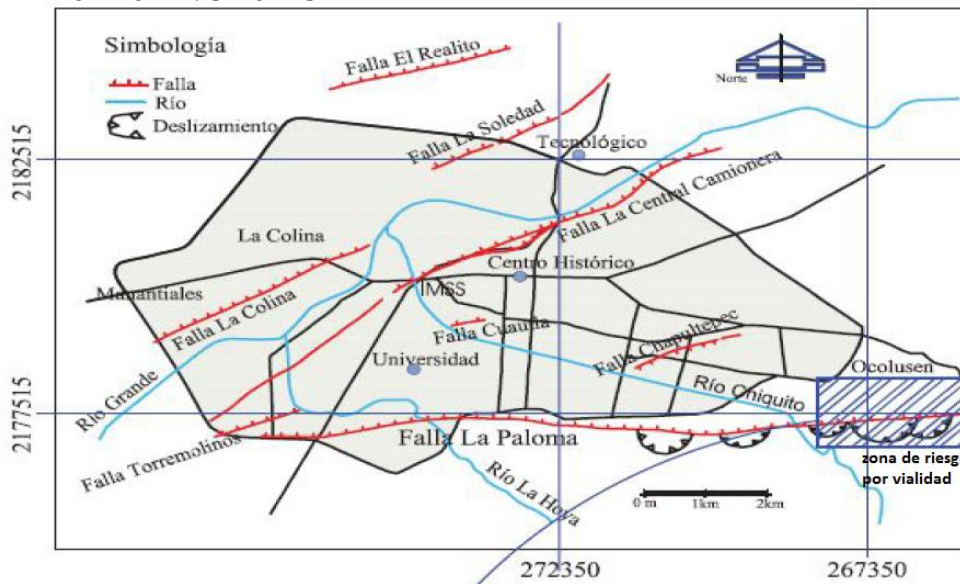 Simbología
Falla
Río
Deslizamiento
Falla El Realito
Norte
Falla La Soledad
Tecnológico
2182515
Falla La Central Camionera
La Colina
Centro Histórico
Manantiales
IMSS
Falla La Colina
Falla Cuautla
Falla Chapultepec
Universidad
Ocolusen
Río Grande
Río Chiquito
2177515
Falla La Paloma
Falla Torremolinos
zona de riesg
por vialidad
Río La Hoya
0 m 1km 2km
272350
267350